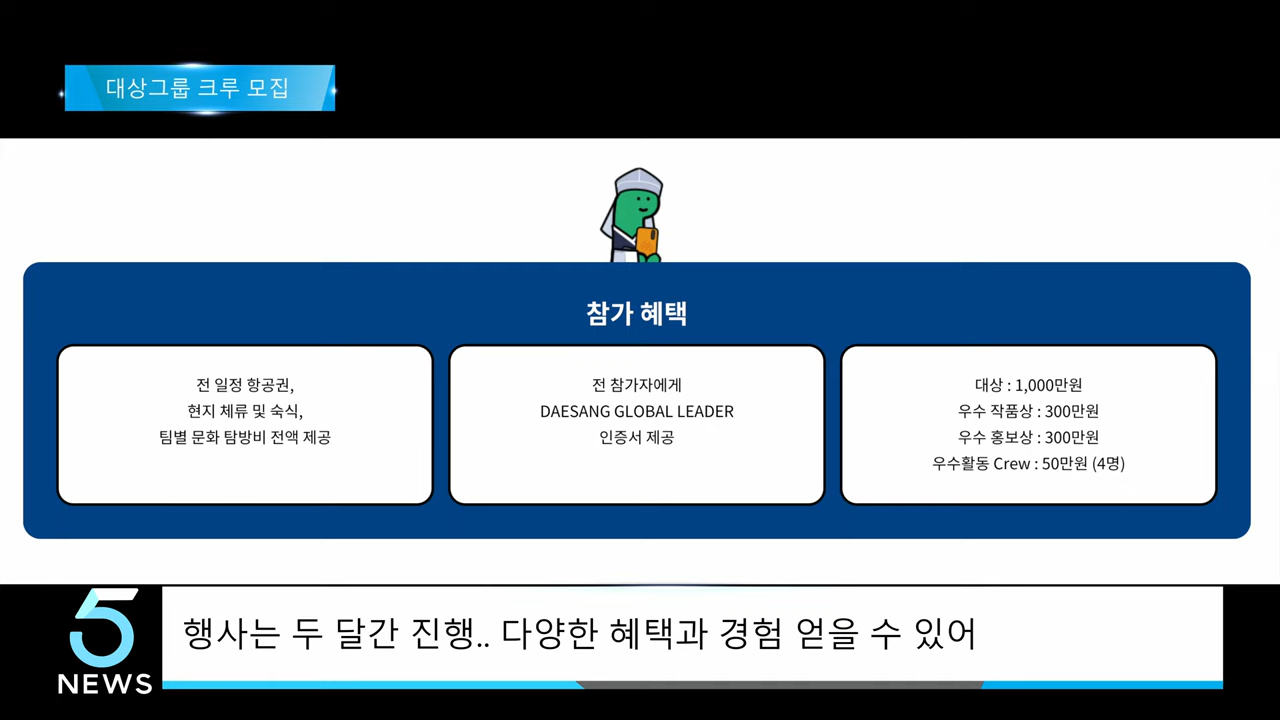 대상그룹 크루 모집
참가 혜택
전 일정 항공권,
현지 체류 및 숙식,
팀별 문화 탐방비 전액 제공
전 참가자에게
DAESANG GLOBAL LEADER
인증서 제공
대상 : 1,000만원
우수 작품상 : 300만원
우수 홍보상 : 300만원
우수활동 Crew : 50만원 (4명)
5
NEWS
행사는 두 달간 진행.. 다양한 혜택과 경험 얻을 수 있어